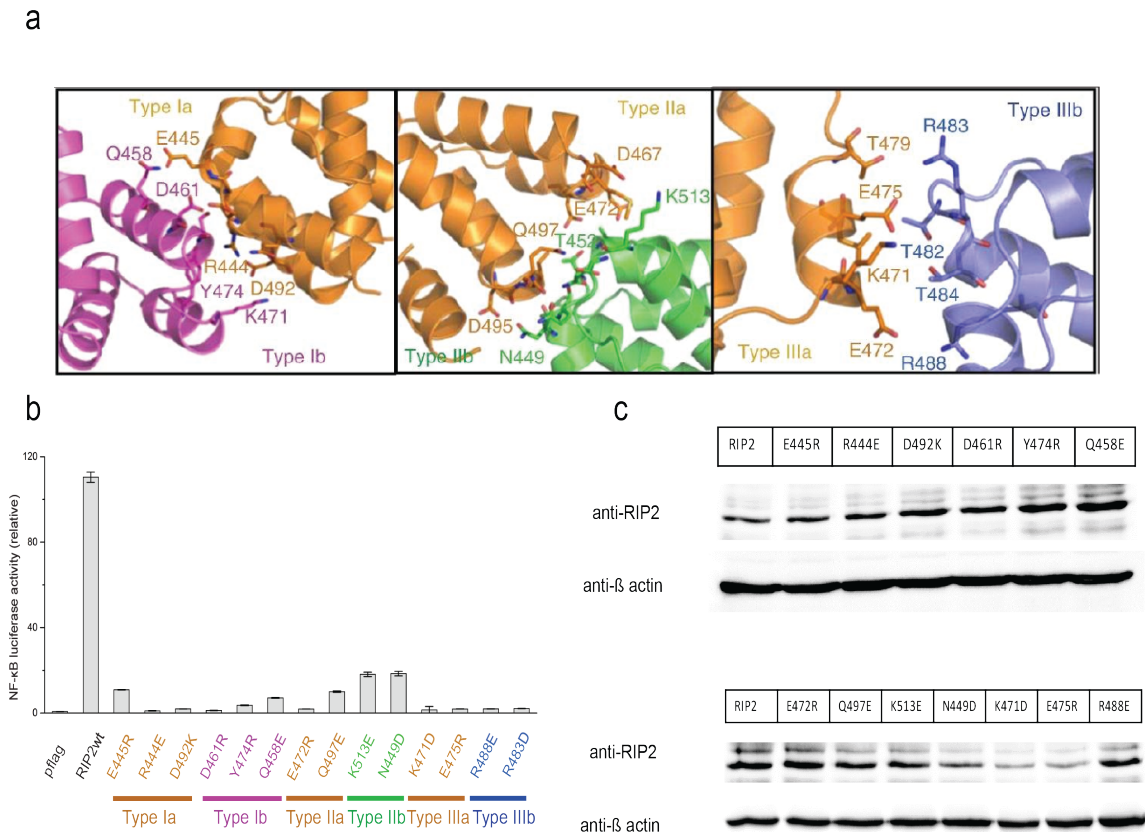 a
Type Ia
E445
Q458
D461
R444
Y474
D492
K471
Type Ib
Type IIa
D467
K513
E472
Q497
T452
D495
Type IIb
N449
Type IIIb
R483
T479
E475
T482
K471
T484
Type IIIa
E472
R488
b
NF-κB luciferase activity (relative)
120
80
40
0
pflag
RIP2wt
E445R
R444E
D492K
D461R
Y474R
Q458E
E472R
Q497E
K513E
N449D
K471D
E475R
R488E
R483D
Type Ia Type Ib Type IIa Type IIb Type IIIa Type IIIb
c
RIP2 E445R R444E D492K D461R Y474R Q458E
anti-RIP2
anti-ß actin
RIP2 E472R Q497E K513E N449D K471D E475R R488E
anti-RIP2
anti-ß actin